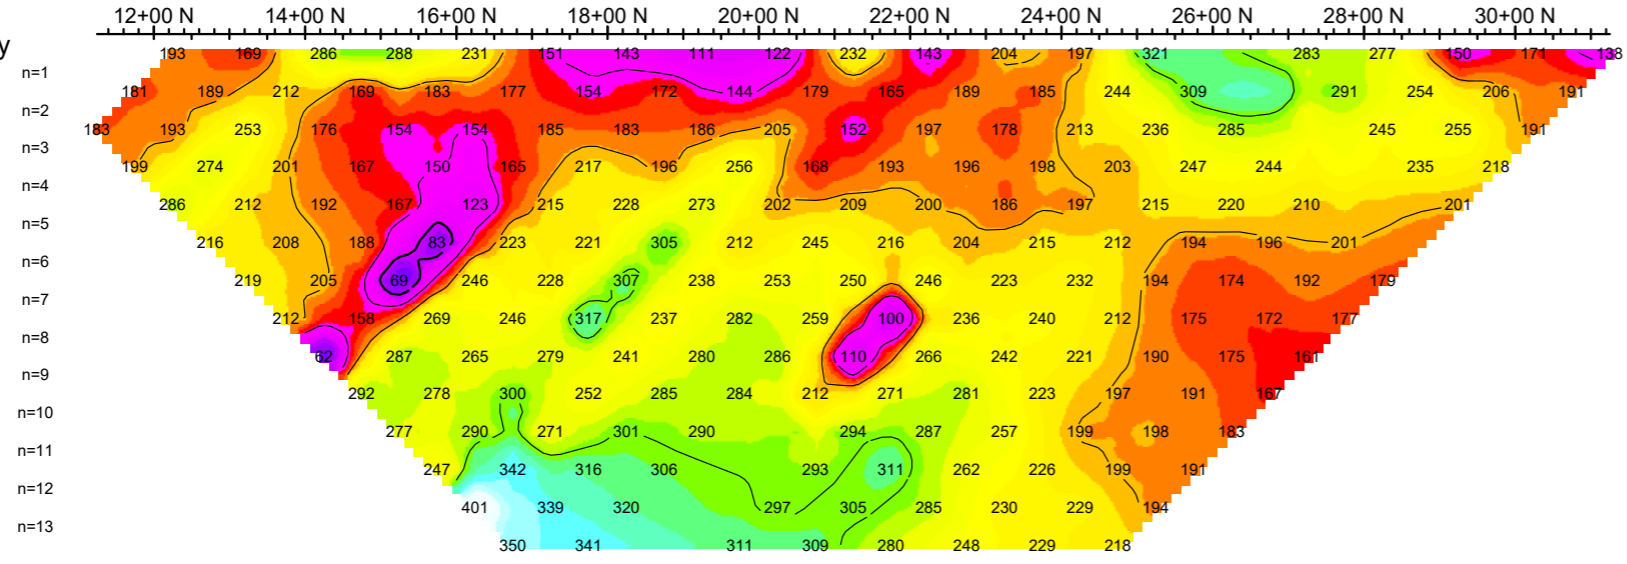 12+00 N 14+00 N 16+00 N 18+00 N 20+00 N 22+00 N 24+00 N 26+00 N 28+00 N 30+00 N
y
193 169 286 288 231 151 143 111 122 232 143 204 197 321 283 277 150 171 138
n=1
181 189 212 169 183 177 154 172 144 179 165 189 185 244 309 291 254 206 191
n=2
183 193 253 176 154 154 185 183 186 205 152 197 178 213 236 285 245 255 191
n=3
199 274 201 167 150 165 217 196 256 168 193 196 198 203 247 244 235 218
n=4
286 212 192 167 123 215 228 273 202 209 200 186 197 215 220 210 201
n=5
216 208 188 83 223 221 305 212 245 216 204 215 212 194 196 201
n=6
219 205 69 246 228 307 238 253 250 246 223 232 194 174 192 179
n=7
212 158 269 246 317 237 282 259 100 236 240 212 175 172 177
n=8
62 287 265 279 241 280 286 110 266 242 221 190 175 161
n=9
292 278 300 252 285 284 212 271 281 223 197 191 167
n=10
277 290 271 301 290 294 287 257 199 198 183
n=11
247 342 316 306 293 311 262 226 199 191
n=12
401 339 320 297 305 285 230 229 194
n=13
350 341 311 309 280 248 229 218